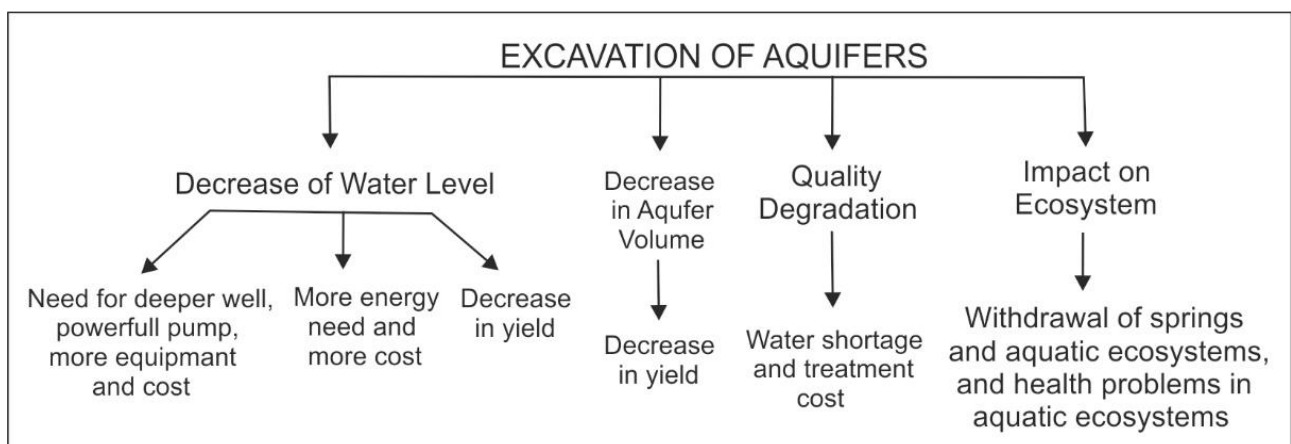 EXCAVATION OF AQUIFERS
Decrease of Water Level
Need for deeper well,
powerfull pump,
more equipmant
and cost
More energy
need and
more cost
Decrease
in yield
Decrease
in Aqufer
Volume
Decrease
in yield
Quality
Degradation
Water shortage
and treatment
cost
Impact on
Ecosystem
Withdrawal of springs
and aquatic ecosystems,
and health problems in
aquatic ecosystems